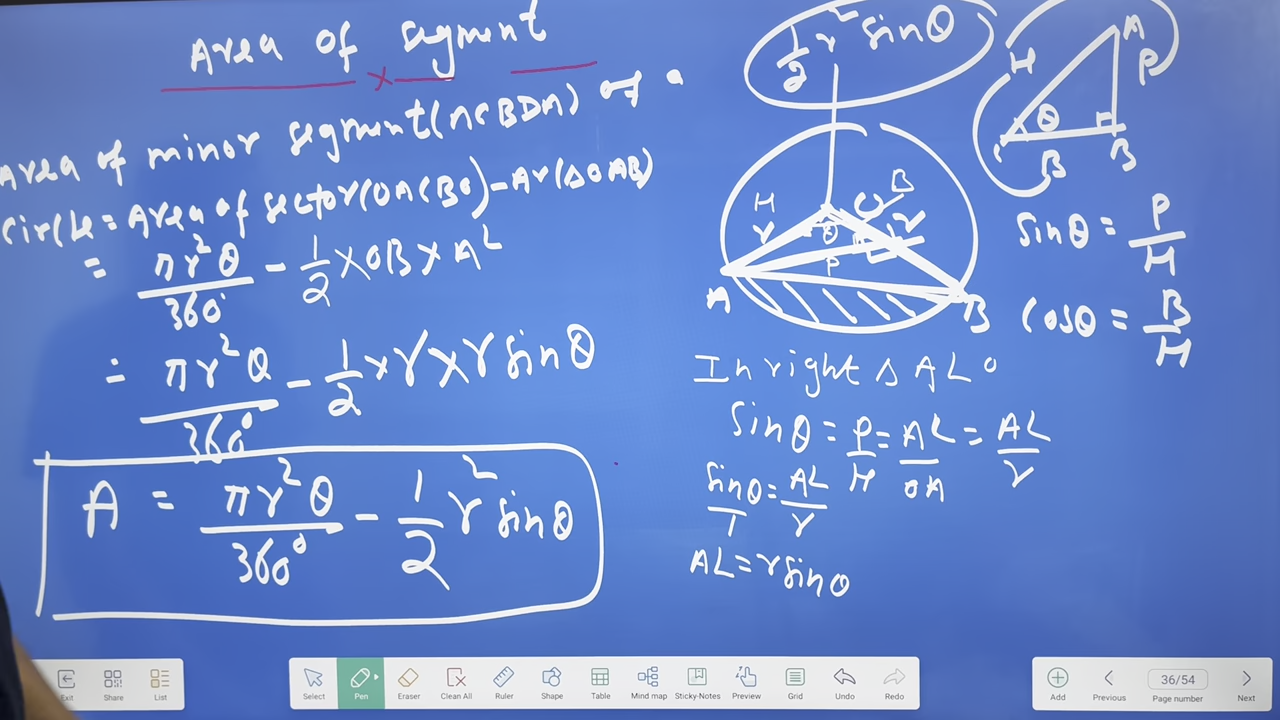 Area of segment
Area of minor segment(ACBDA) of a
Circle = Area of sector(OACBO) - Ar(△OAB)
= πr²θ/360° - 1/2 × OB × AL
= πr²θ/360° - 1/2 × r × r sinθ
A = πr²θ/360° - 1/2 r² sinθ
1/2 r² sinθ
H
r
θ
P
B
r
A
B
A
H
P
θ
B
B
sinθ = P/H
Cosθ = B/H
In right △ ALO
Sinθ = P/H = AL/OA = AL/r
sinθ/1 = AL/r
AL = r sinθ
Exit
Share
List
Select
Pen
Eraser
Clean All
Ruler
Shape
Table
Mind map
Sticky-Notes
Preview
Grid
Undo
Redo
Add
Previous
36/54
Page number
Next